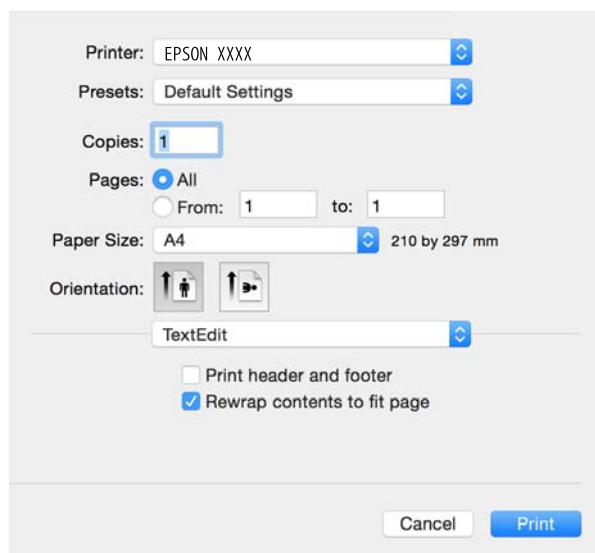 Printer: EPSON XXXX
Presets: Default Settings
Copies: 1
Pages: All
From: 1 to: 1
Paper Size: A4 210 by 297 mm
Orientation:
TextEdit
Print header and footer
Rewrap contents to fit page
Cancel Print